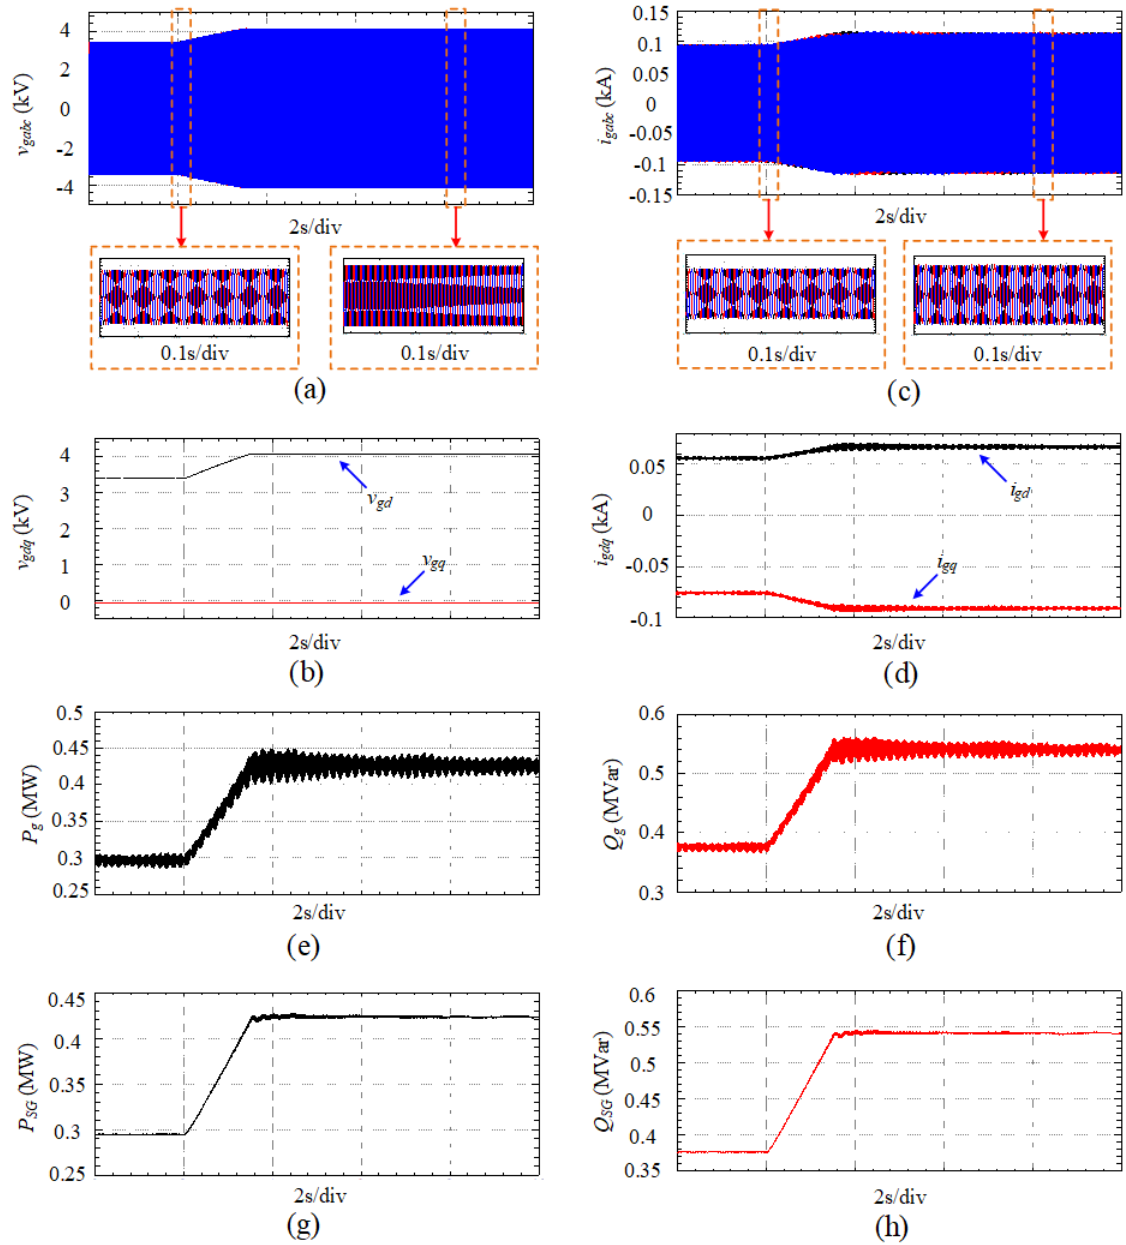 4
2
0
-2
-4
v_gabc (kV)
2s/div
0.1s/div
0.1s/div
(a)
0.15
0.1
0.05
0
-0.05
-0.1
-0.15
i_gabc (kA)
2s/div
0.1s/div
0.1s/div
(c)
4
3
2
1
0
v_gdq (kV)
v_gd
v_gq
2s/div
(b)
0.05
0
-0.05
-0.1
i_gdq (kA)
i_gd
i_gq
2s/div
(d)
0.5
0.45
0.4
0.35
0.3
0.25
P_g (MW)
2s/div
(e)
0.6
0.5
0.4
0.3
Q_g (MVar)
2s/div
(f)
0.45
0.4
0.35
0.3
0.25
P_SG (MW)
2s/div
(g)
0.6
0.55
0.5
0.45
0.4
0.35
Q_SG (MVar)
2s/div
(h)